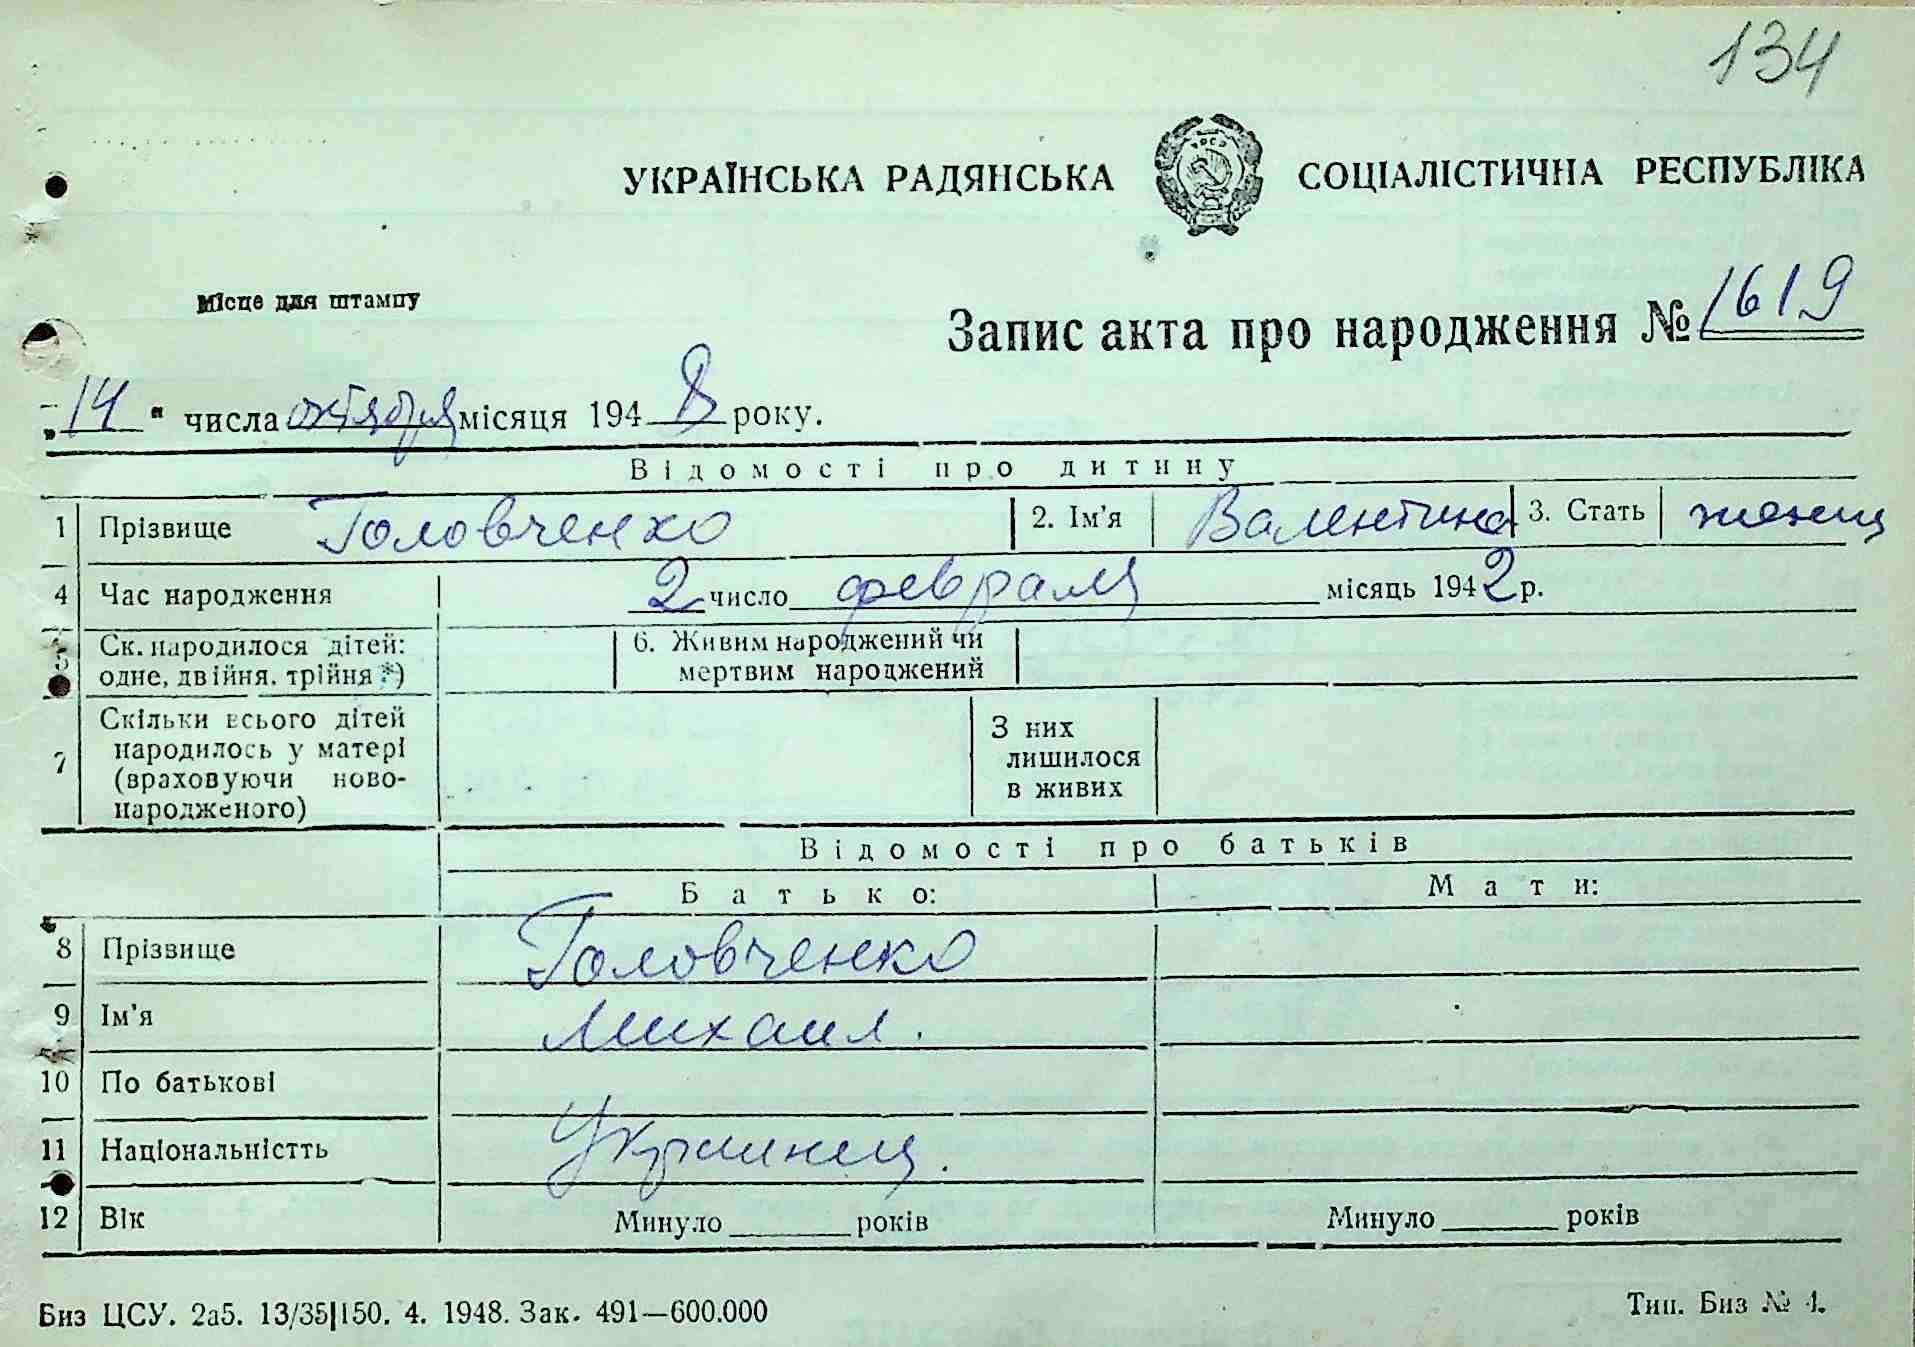 134
УКРАЇНСЬКА РАДЯНСЬКА СОЦІАЛІСТИЧНА РЕСПУБЛІКА
УРСР
Місце для штампу
Запис акта про народження № 1619
„14“ числа октября місяця 1948 року.
Відомості про дитину
1 Прізвище Головченко 2. Ім'я Валентина 3. Стать женщ
4 Час народження 2 число февраля місяць 1942 р.
5 Ск. народилося дітей: одне, двійня, трійня *) 6. Живим народжений чи мертвим народжений
7 Скільки всього дітей народилось у матері (враховуючи новонародженого) З них лишилося в живих
Відомості про батьків
Батько: Мати:
8 Прізвище Головченко
9 Ім'я Михаил.
10 По батькові
11 Національністть Украинец.
12 Вік Минуло ______ років Минуло ______ років
Биз ЦСУ. 2а5. 13/35|150. 4. 1948. Зак. 491—600.000 Тип. Биз № 4.